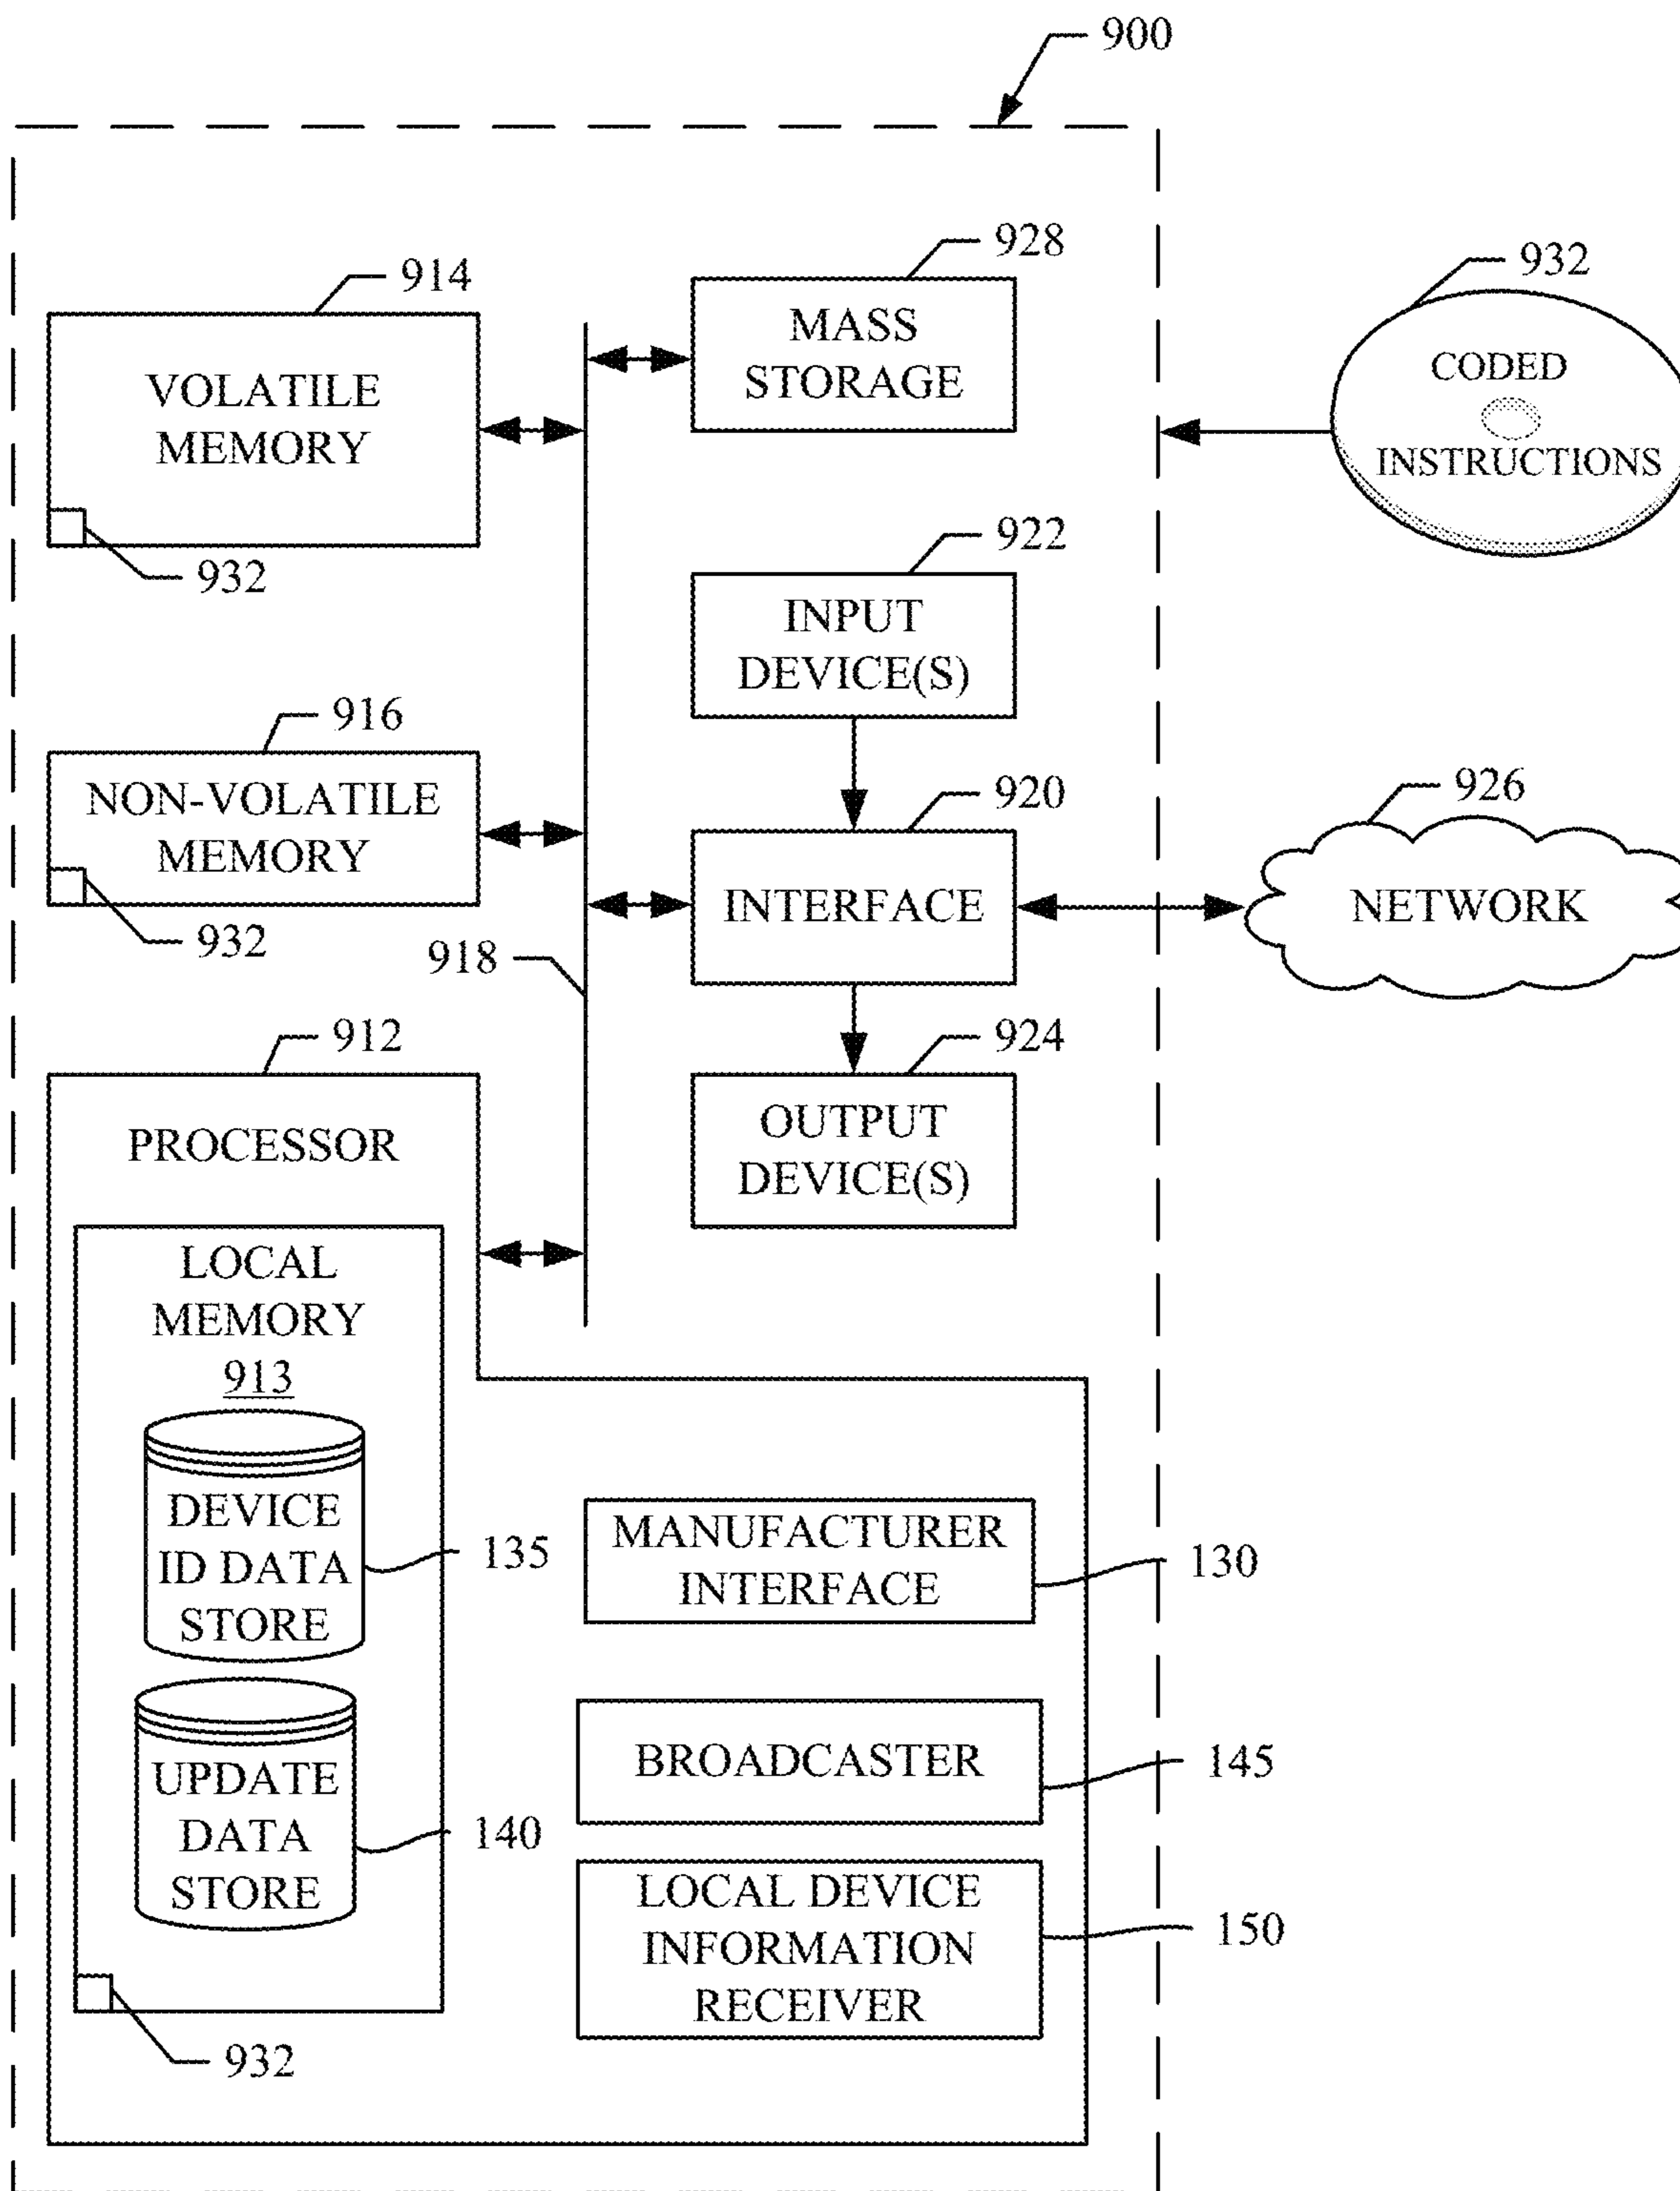 900
928
914
932
MASS
STORAGE
VOLATILE
MEMORY
CODED
INSTRUCTIONS
932
922
INPUT
DEVICE(S)
916
920
926
NON-VOLATILE
MEMORY
INTERFACE
NETWORK
932
918
912
924
PROCESSOR
OUTPUT
DEVICE(S)
LOCAL
MEMORY
913
DEVICE
ID DATA
STORE
135
MANUFACTURER
INTERFACE
130
UPDATE
DATA
STORE
140
BROADCASTER
145
LOCAL DEVICE
INFORMATION
RECEIVER
150
932